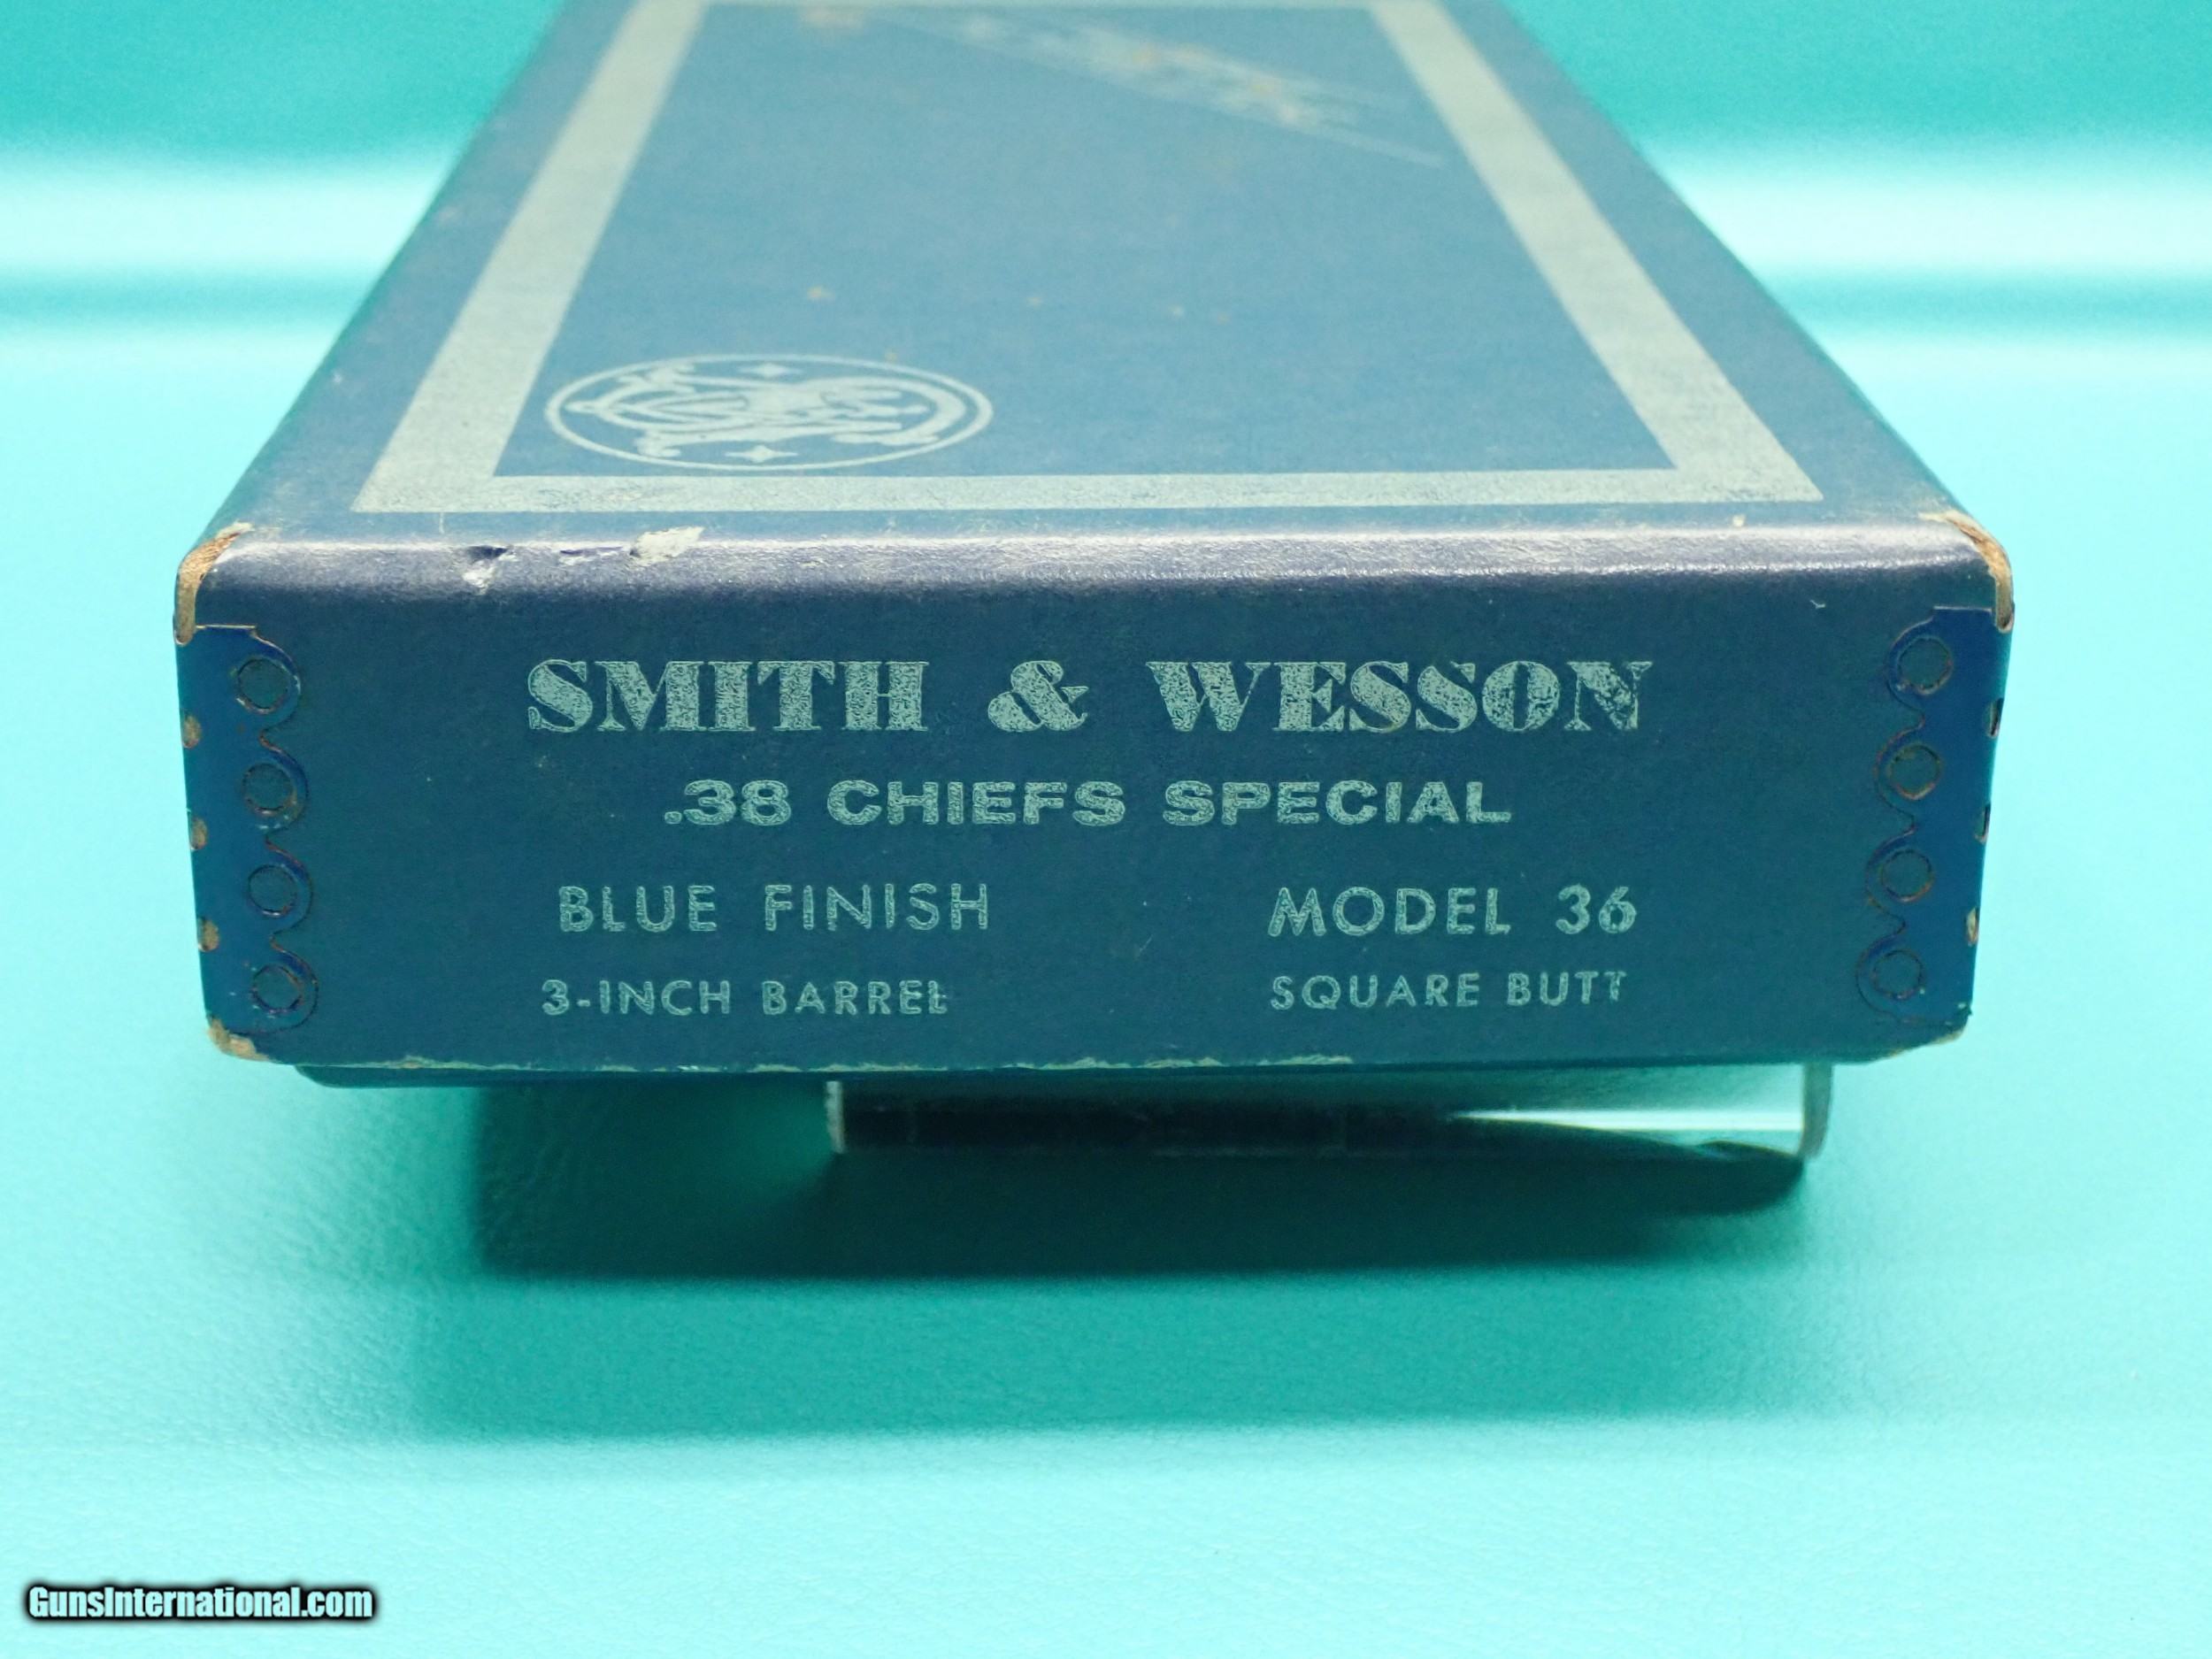 SMITH & WESSON
.38 CHIEFS SPECIAL
BLUE FINISH MODEL 36
3-INCH BARREL SQUARE BUTT
GunsInternational.com